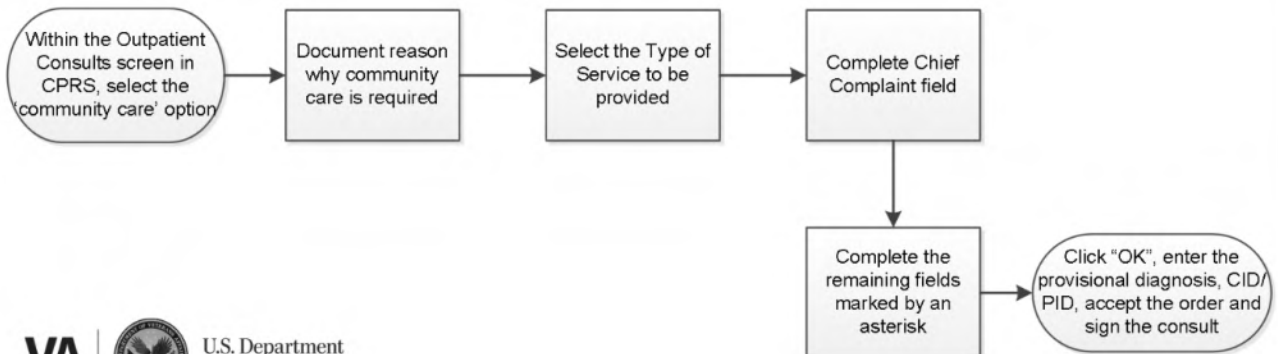 Within the Outpatient
Consults screen in
CPRS, select the
‘community care’ option
Document reason
why community
care is required
Select the Type of
Service to be
provided
Complete Chief
Complaint field
Complete the
remaining fields
marked by an
asterisk
Click “OK”, enter the
provisional diagnosis, CID/
PID, accept the order and
sign the consult
VA
U.S. Department